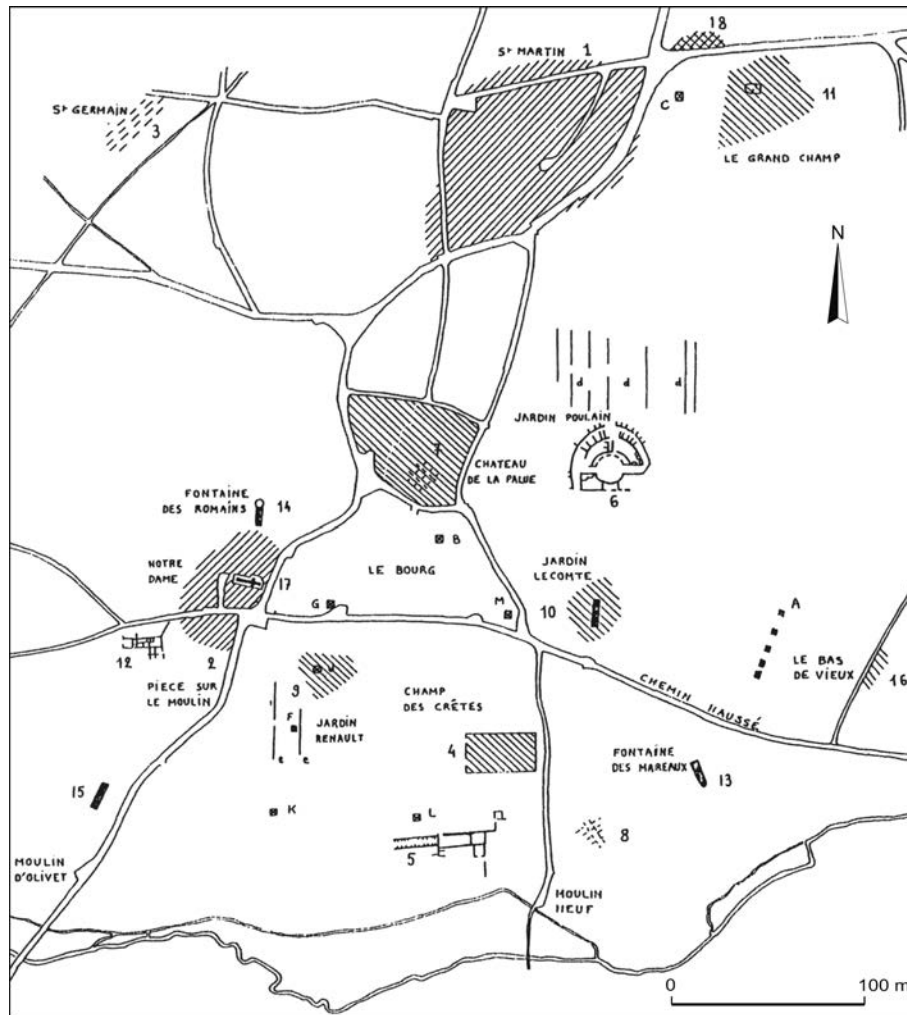 18
Sᵗ MARTIN 1
Sᵗ GERMAIN
3
C
11
LE GRAND CHAMP
N
d d d
JARDIN POULAIN
7
CHATEAU
DE LA PALUE
6
FONTAINE
DES ROMAINS
14
B
NOTRE
DAME
LE BOURG
JARDIN
LECOMTE
17
G
M
10
A
12
2
LE BAS
DE VIEUX
16
PIECE SUR
LE MOULIN
9
CHAMP
DES CRÊTES
CHEMIN HAUSSÉ
F
JARDIN
RENAULT
e e
4
FONTAINE
DES MAREAUX
13
15
K
L
8
5
MOULIN
D'OLIVET
MOULIN
NEUF
0 100 m